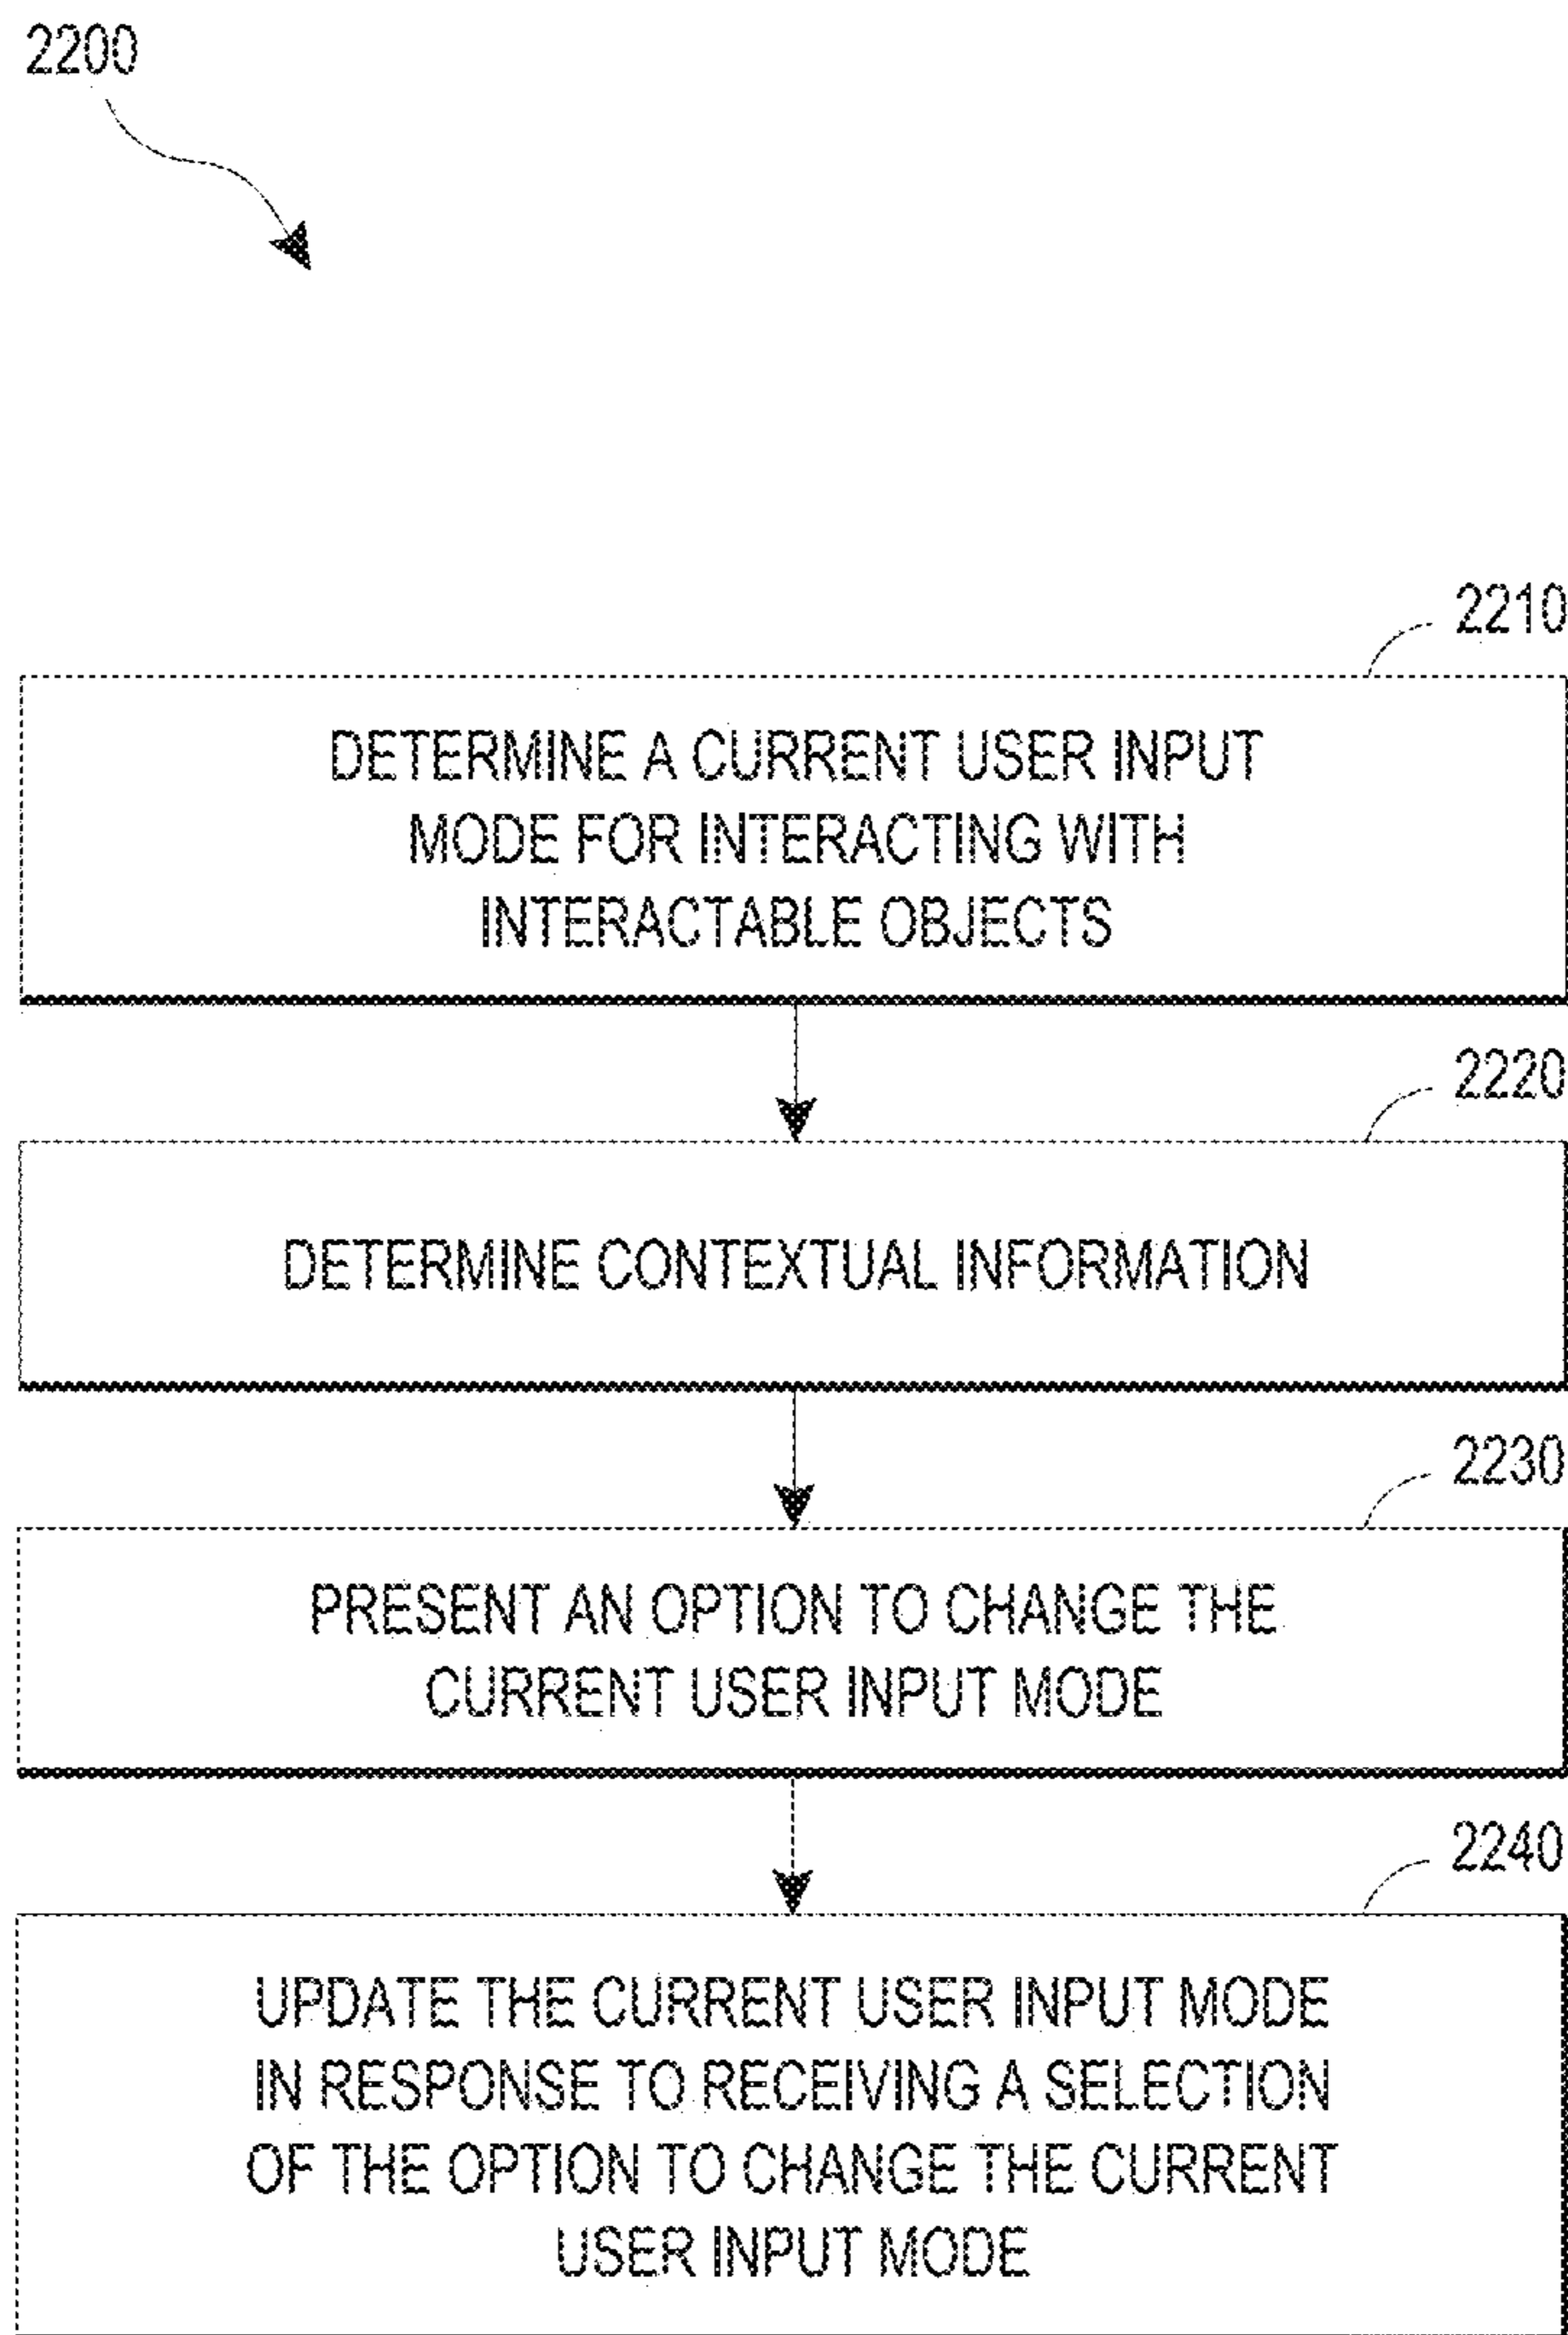 2200
2210
DETERMINE A CURRENT USER INPUT
MODE FOR INTERACTING WITH
INTERACTABLE OBJECTS
2220
DETERMINE CONTEXTUAL INFORMATION
2230
PRESENT AN OPTION TO CHANGE THE
CURRENT USER INPUT MODE
2240
UPDATE THE CURRENT USER INPUT MODE
IN RESPONSE TO RECEIVING A SELECTION
OF THE OPTION TO CHANGE THE CURRENT
USER INPUT MODE